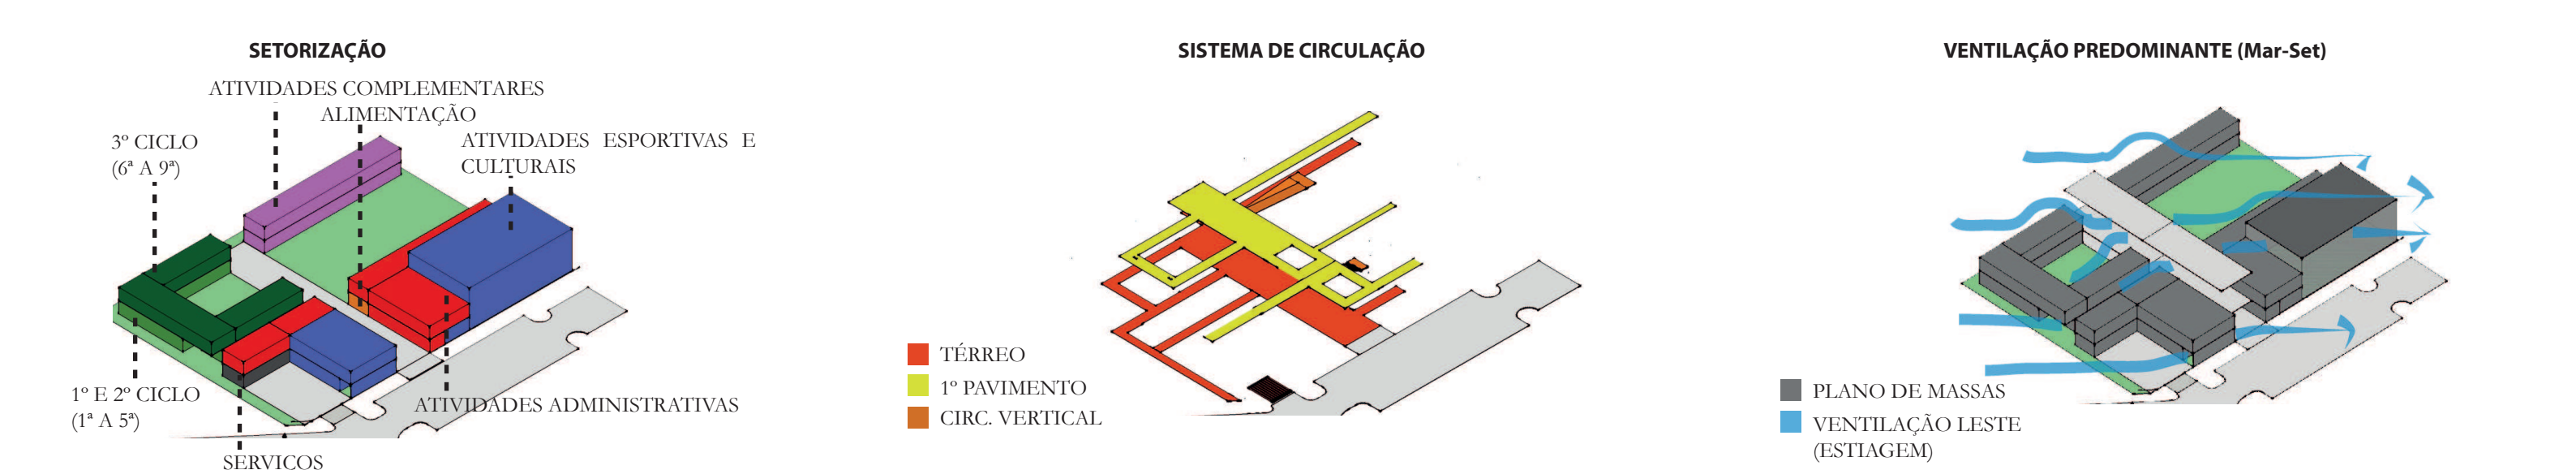 SETORIZAÇÃO
ATIVIDADES COMPLEMENTARES
ALIMENTAÇÃO
3º CICLO
(6ª A 9ª)
ATIVIDADES ESPORTIVAS E
CULTURAIS
1º E 2º CICLO
(1ª A 5ª)
ATIVIDADES ADMINISTRATIVAS
SERVICOS
SISTEMA DE CIRCULAÇÃO
TÉRREO
1º PAVIMENTO
CIRC. VERTICAL
VENTILAÇÃO PREDOMINANTE (Mar-Set)
PLANO DE MASSAS
VENTILAÇÃO LESTE
(ESTIAGEM)